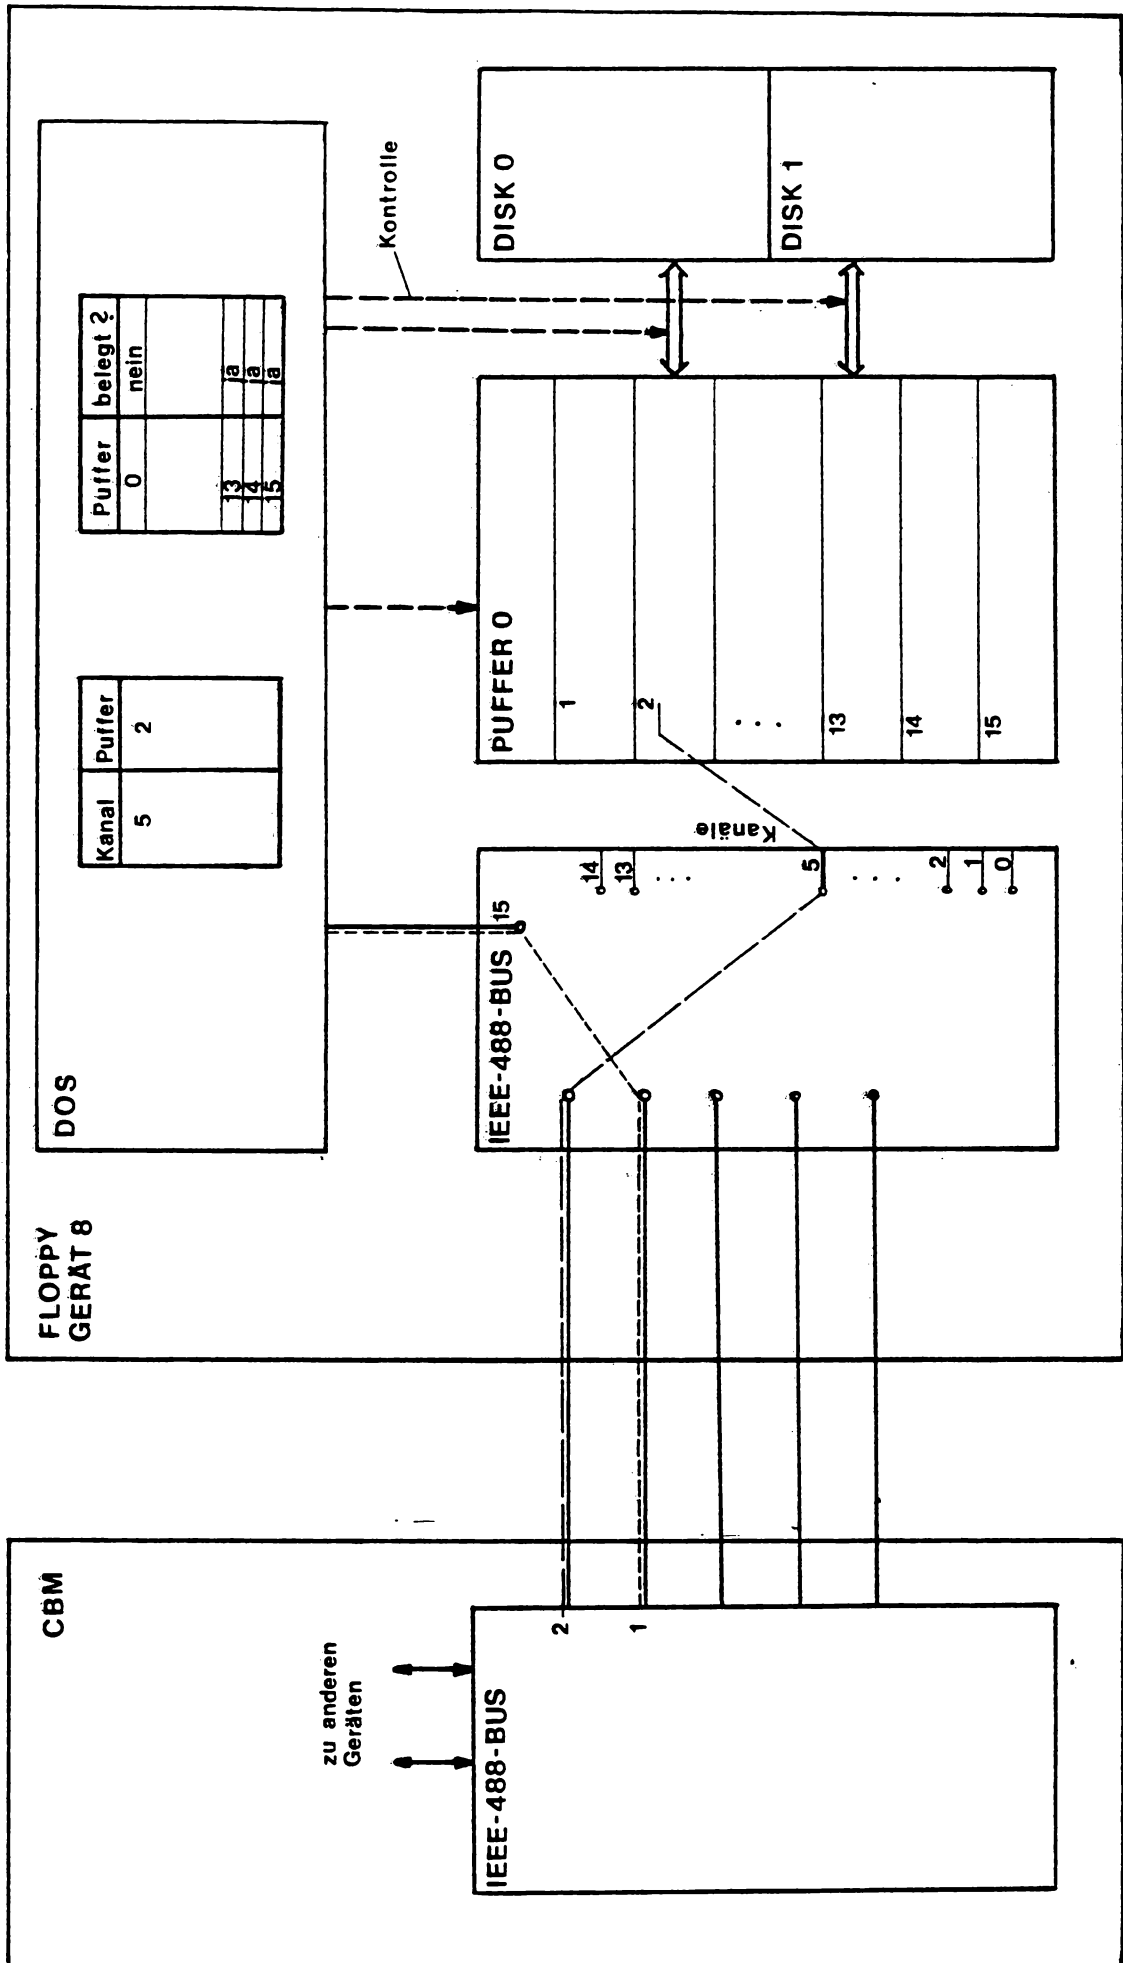 FLOPPY
GERÄT 8
DOS
Kanal Puffer
5 2
Puffer belegt ?
0 nein
13 ja
14 ja
15 ja
Kontrolle
CBM
zu anderen
Geräten
IEEE-488-BUS
2
1
IEEE-488-BUS
15
14
13
. . .
5
. . .
2
1
0
Kanäle
PUFFER 0
1
2
. . .
13
14
15
DISK 0
DISK 1